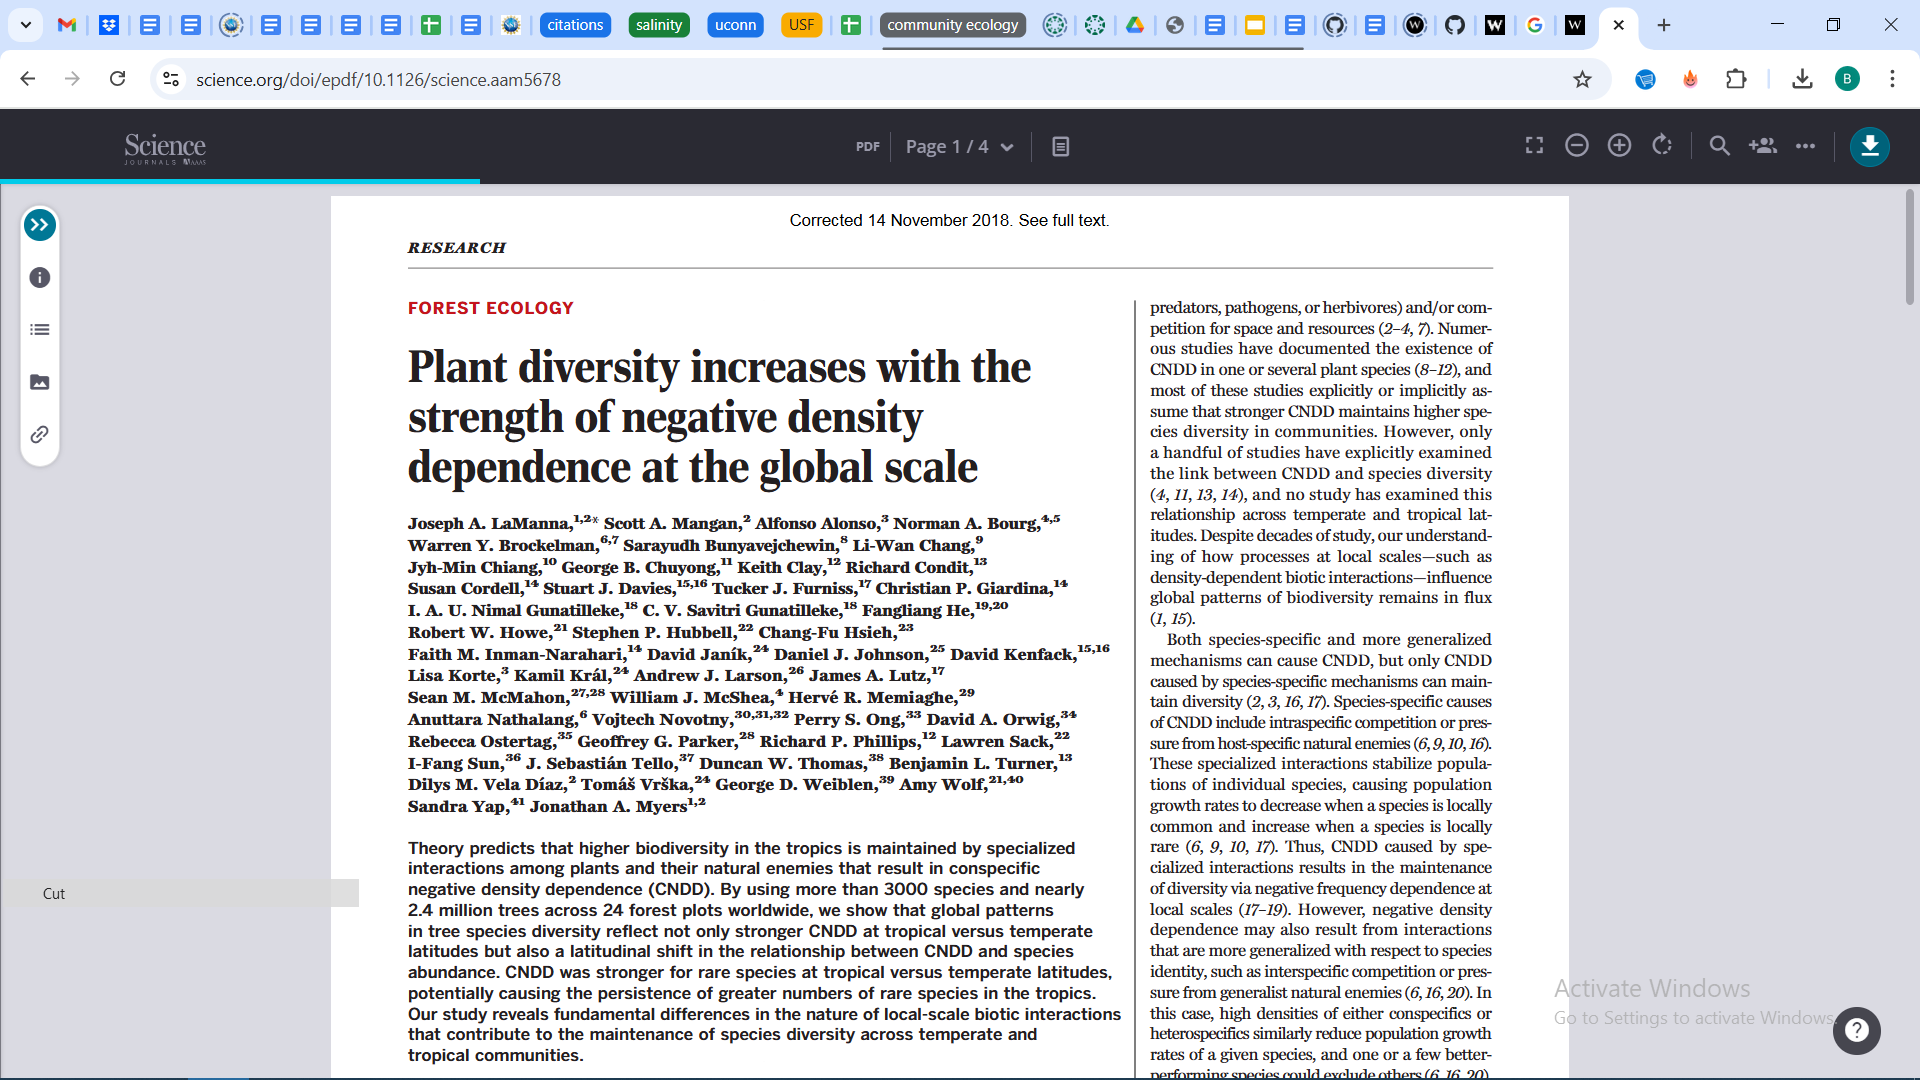 citations
salinity
uconn
USF
community ecology
science.org/doi/epdf/10.1126/science.aam5678
B
Science
JOURNALS AAAS
PDF
Page 1 / 4
Corrected 14 November 2018. See full text.
RESEARCH
FOREST ECOLOGY
Plant diversity increases with the
strength of negative density
dependence at the global scale
Joseph A. LaManna,1,2* Scott A. Mangan,2 Alfonso Alonso,3 Norman A. Bourg,4,5
Warren Y. Brockelman,6,7 Sarayudh Bunyavejchewin,8 Li-Wan Chang,9
Jyh-Min Chiang,10 George B. Chuyong,11 Keith Clay,12 Richard Condit,13
Susan Cordell,14 Stuart J. Davies,15,16 Tucker J. Furniss,17 Christian P. Giardina,14
I. A. U. Nimal Gunatilleke,18 C. V. Savitri Gunatilleke,18 Fangliang He,19,20
Robert W. Howe,21 Stephen P. Hubbell,22 Chang-Fu Hsieh,23
Faith M. Inman-Narahari,14 David Janík,24 Daniel J. Johnson,25 David Kenfack,15,16
Lisa Korte,3 Kamil Král,24 Andrew J. Larson,26 James A. Lutz,17
Sean M. McMahon,27,28 William J. McShea,4 Hervé R. Memiaghe,29
Anuttara Nathalang,6 Vojtech Novotny,30,31,32 Perry S. Ong,33 David A. Orwig,34
Rebecca Ostertag,35 Geoffrey G. Parker,28 Richard P. Phillips,12 Lawren Sack,22
I-Fang Sun,36 J. Sebastián Tello,37 Duncan W. Thomas,38 Benjamin L. Turner,13
Dilys M. Vela Díaz,2 Tomáš Vrška,24 George D. Weiblen,39 Amy Wolf,21,40
Sandra Yap,41 Jonathan A. Myers1,2
Theory predicts that higher biodiversity in the tropics is maintained by specialized
interactions among plants and their natural enemies that result in conspecific
negative density dependence (CNDD). By using more than 3000 species and nearly
2.4 million trees across 24 forest plots worldwide, we show that global patterns
in tree species diversity reflect not only stronger CNDD at tropical versus temperate
latitudes but also a latitudinal shift in the relationship between CNDD and species
abundance. CNDD was stronger for rare species at tropical versus temperate latitudes,
potentially causing the persistence of greater numbers of rare species in the tropics.
Our study reveals fundamental differences in the nature of local-scale biotic interactions
that contribute to the maintenance of species diversity across temperate and
tropical communities.
predators, pathogens, or herbivores) and/or com-
petition for space and resources (2–4, 7). Numer-
ous studies have documented the existence of
CNDD in one or several plant species (8–12), and
most of these studies explicitly or implicitly as-
sume that stronger CNDD maintains higher spe-
cies diversity in communities. However, only
a handful of studies have explicitly examined
the link between CNDD and species diversity
(4, 11, 13, 14), and no study has examined this
relationship across temperate and tropical lat-
itudes. Despite decades of study, our understand-
ing of how processes at local scales—such as
density-dependent biotic interactions—influence
global patterns of biodiversity remains in flux
(1, 15).
Both species-specific and more generalized
mechanisms can cause CNDD, but only CNDD
caused by species-specific mechanisms can main-
tain diversity (2, 3, 16, 17). Species-specific causes
of CNDD include intraspecific competition or pres-
sure from host-specific natural enemies (6, 9, 10, 16).
These specialized interactions stabilize popula-
tions of individual species, causing population
growth rates to decrease when a species is locally
common and increase when a species is locally
rare (6, 9, 10, 17). Thus, CNDD caused by spe-
cialized interactions results in the maintenance
of diversity via negative frequency dependence at
local scales (17–19). However, negative density
dependence may also result from interactions
that are more generalized with respect to species
identity, such as interspecific competition or pres-
sure from generalist natural enemies (6, 16, 20). In
this case, high densities of either conspecifics or
heterospecifics similarly reduce population growth
rates of a given species, and one or a few better-
performing species could exclude others (6, 16, 20).
Cut
Activate Windows
Go to Settings to activate Windows.